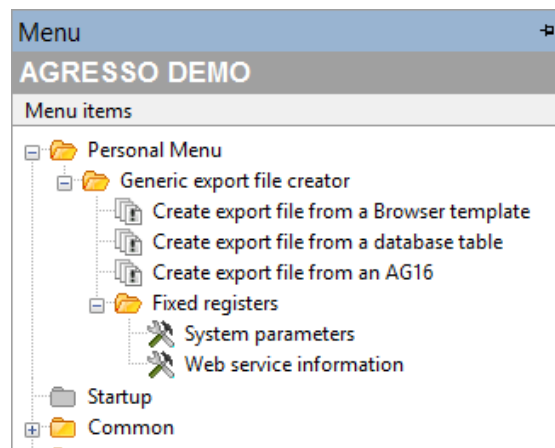 Menu
AGRESSO DEMO
Menu items
Personal Menu
Generic export file creator
Create export file from a Browser template
Create export file from a database table
Create export file from an AG16
Fixed registers
System parameters
Web service information
Startup
Common